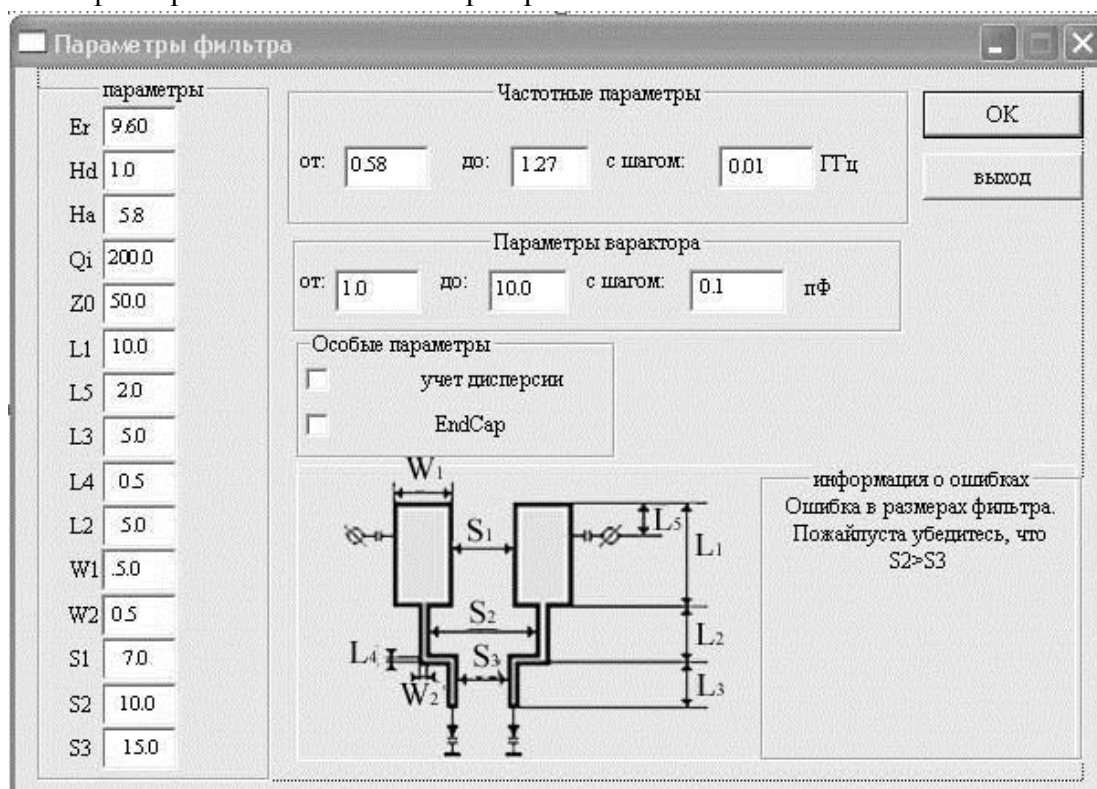 Параметры фильтра
параметры
Er 9.60
Hd 1.0
Ha 5.8
Qi 200.0
Z0 50.0
L1 10.0
L5 2.0
L3 5.0
L4 0.5
L2 5.0
W1 .5.0
W2 0.5
S1 7.0
S2 10.0
S3 15.0
Частотные параметры
от: 0.58 до: 1.27 с шагом: 0.01 ГГц
Параметры варактора
от: 1.0 до: 10.0 с шагом: 0.1 пФ
Особые параметры
учет дисперсии
EndCap
OK
выход
W1
S1
L5
L1
S2
L2
L4
S3
W2
L3
информация о ошибках
Ошибка в размерах фильтра.
Пожайлуста убедитесь, что
S2>S3